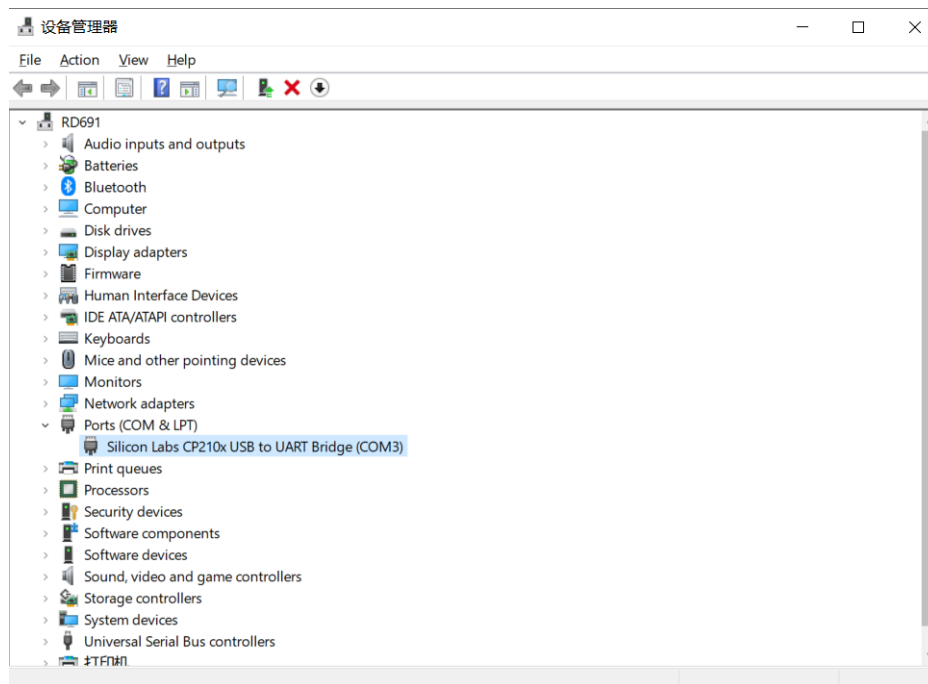 设备管理器
File Action View Help
RD691
Audio inputs and outputs
Batteries
Bluetooth
Computer
Disk drives
Display adapters
Firmware
Human Interface Devices
IDE ATA/ATAPI controllers
Keyboards
Mice and other pointing devices
Monitors
Network adapters
Ports (COM & LPT)
Silicon Labs CP210x USB to UART Bridge (COM3)
Print queues
Processors
Security devices
Software components
Software devices
Sound, video and game controllers
Storage controllers
System devices
Universal Serial Bus controllers
打印机